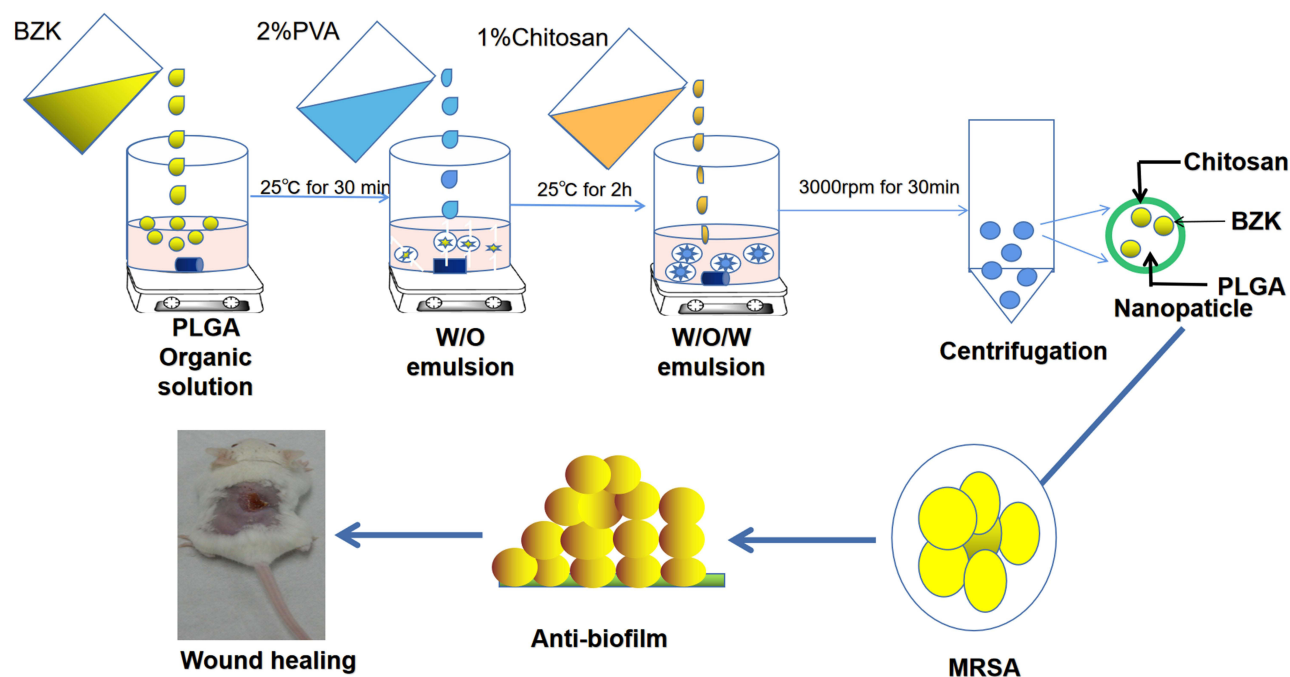 BZK
2%PVA
1%Chitosan
25℃ for 30 min
25℃ for 2h
3000rpm for 30min
Chitosan
BZK
PLGA
Nanopaticle
PLGA
Organic
solution
W/O
emulsion
W/O/W
emulsion
Centrifugation
Wound healing
Anti-biofilm
MRSA